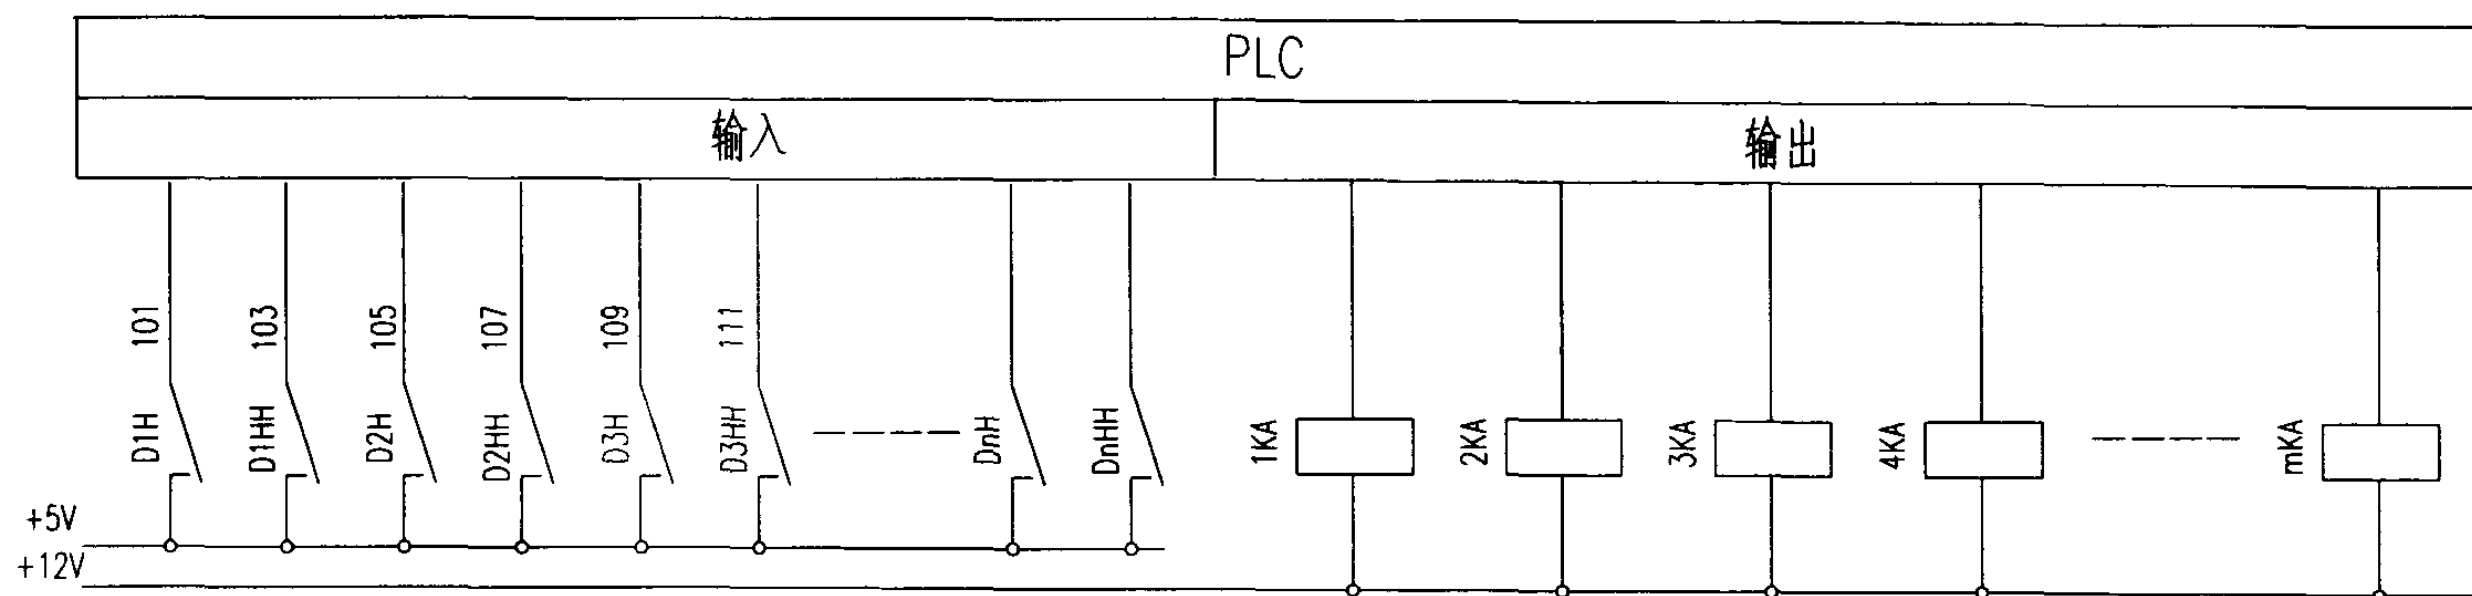 PLC
输入
输出
101
103
105
107
109
111
D1H
D1HH
D2H
D2HH
D3H
D3HH
DnH
DnHH
1KA
2KA
3KA
4KA
mKA
+5V
+12V